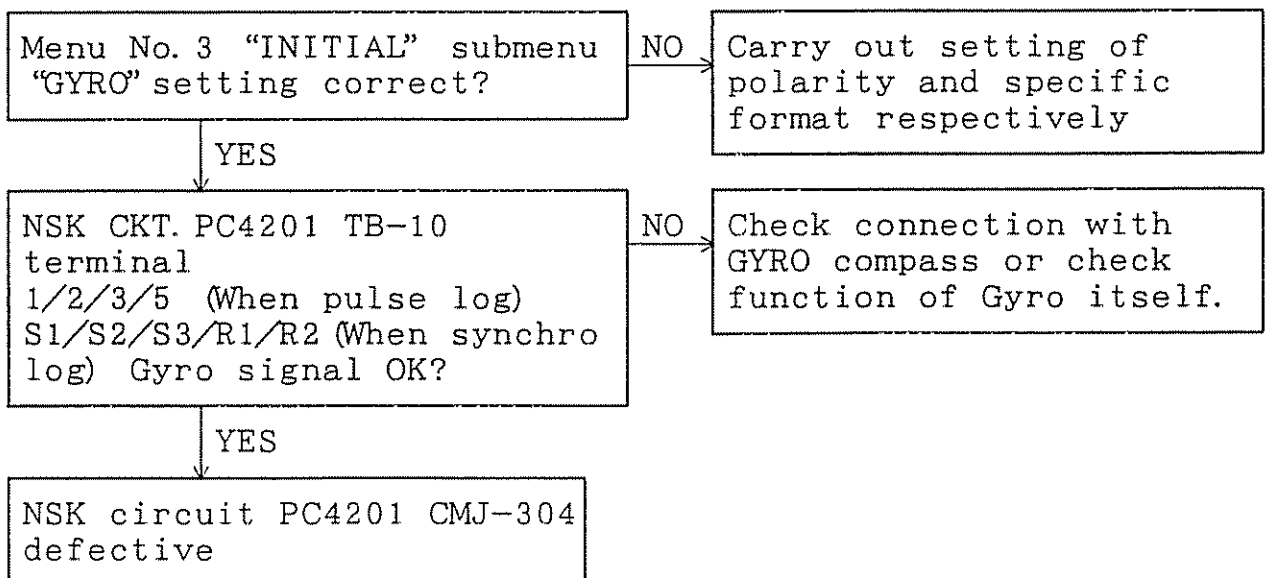 Menu No. 3 “INITIAL” submenu
“GYRO” setting correct?
NO
Carry out setting of
polarity and specific
format respectively
YES
NSK CKT. PC4201 TB-10
terminal
1/2/3/5 (When pulse log)
S1/S2/S3/R1/R2 (When synchro
log) Gyro signal OK?
NO
Check connection with
GYRO compass or check
function of Gyro itself.
YES
NSK circuit PC4201 CMJ-304
defective